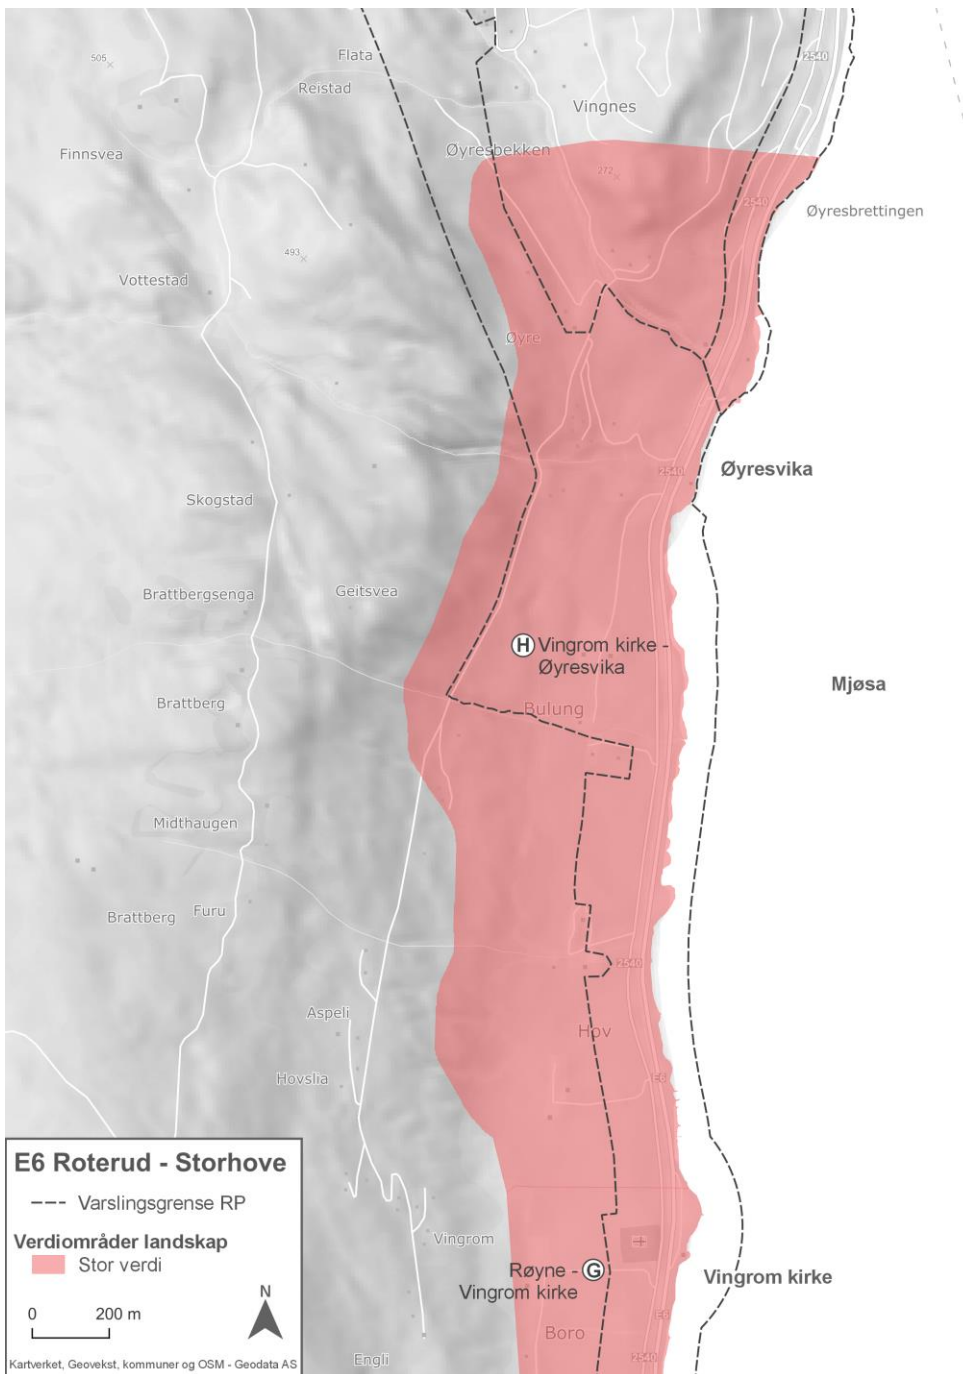 505
Flata
2540
Reistad
Vingnes
Finnsvea
Øyresbekken
272
2540
Øyresbrettingen
493
Vottestad
Øyre
2540
Øyresvika
Skogstad
Brattbergsenga
Geitsvea
H Vingrom kirke -
Øyresvika
Mjøsa
Brattberg
Bulung
Midthaugen
Brattberg
Furu
2540
Aspeli
Hov
Hovslia
E6
E6 Roterud - Storhove
Varslingsgrense RP
Verdiområder landskap
Stor verdi
0 200 m
N
Kartverket, Geovekst, kommuner og OSM - Geodata AS
Vingrom
Røyne - G
Vingrom kirke
Vingrom kirke
E6
Boro
2540
Engli